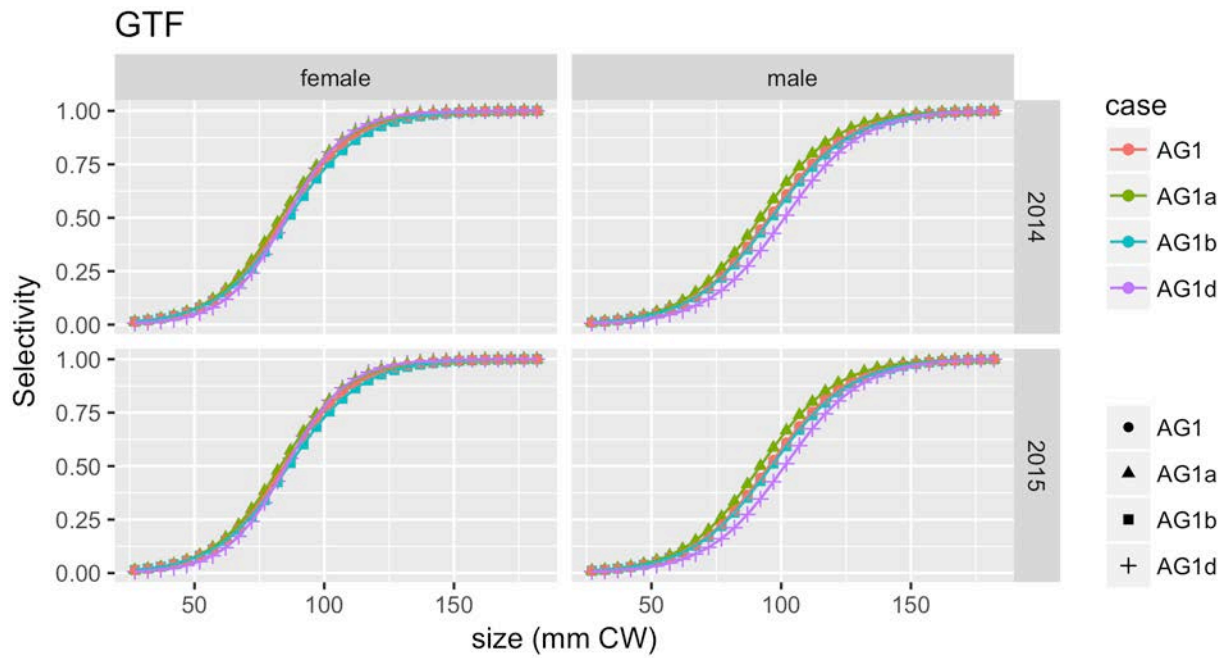 GTF
female
male
case
1.00
0.75
0.50
0.25
0.00
2014
AG1
AG1a
AG1b
AG1d
Selectivity
1.00
0.75
0.50
0.25
0.00
2015
AG1
AG1a
AG1b
AG1d
50
100
150
50
100
150
size (mm CW)